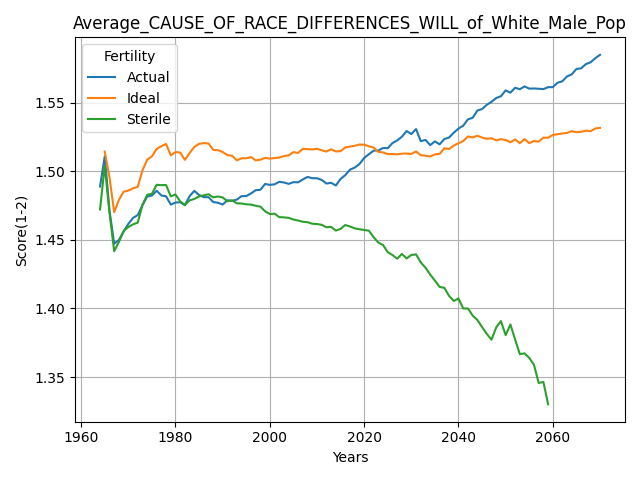 Average_CAUSE_OF_RACE_DIFFERENCES_WILL_of_White_Male_Pop
Fertility
Actual
Ideal
Sterile
Score(1-2)
1.55
1.50
1.45
1.40
1.35
1960 1980 2000 2020 2040 2060
Years